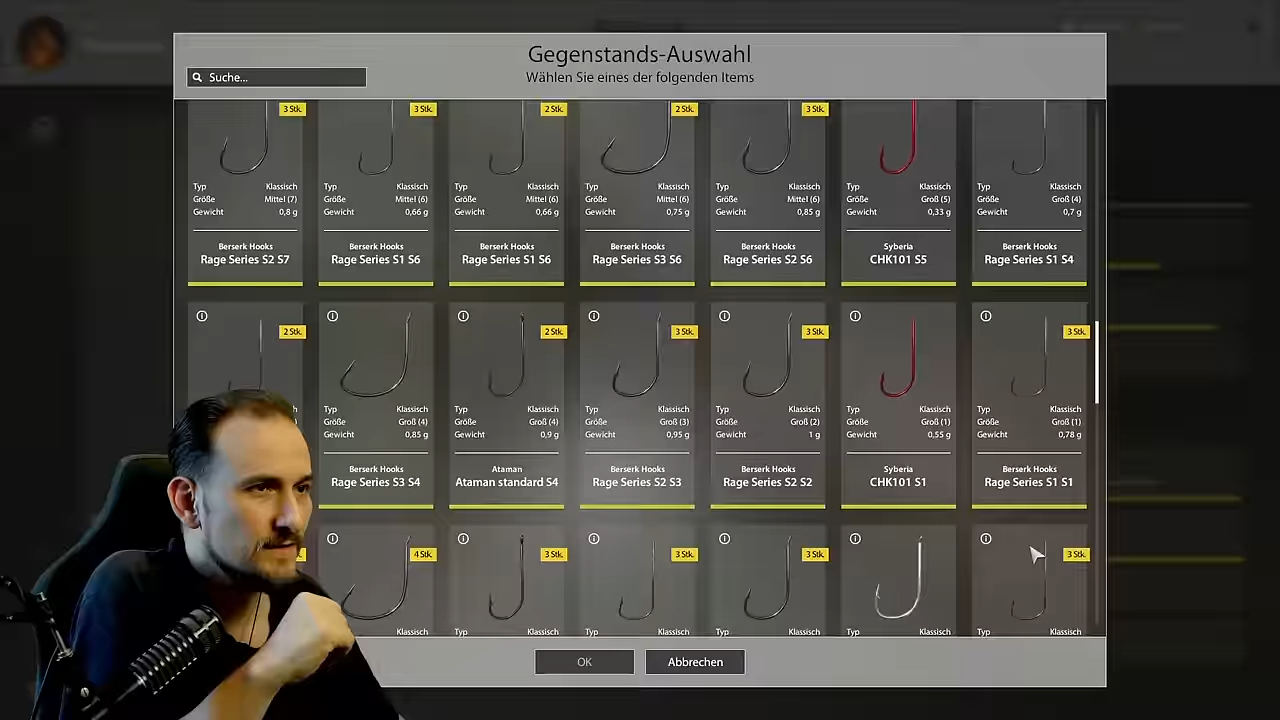 Gegenstands-Auswahl
Suche...
Wählen Sie eines der folgenden Items
3 Stk. 3 Stk. 2 Stk. 2 Stk. 3 Stk.
Typ Klassisch Typ Klassisch Typ Klassisch Typ Klassisch Typ Klassisch Typ Klassisch Typ Klassisch
Größe Mittel (7) Größe Mittel (6) Größe Mittel (6) Größe Mittel (6) Größe Mittel (6) Größe Groß (5) Größe Groß (4)
Gewicht 0,8 g Gewicht 0,66 g Gewicht 0,66 g Gewicht 0,75 g Gewicht 0,85 g Gewicht 0,33 g Gewicht 0,7 g
Berserk Hooks Berserk Hooks Berserk Hooks Berserk Hooks Berserk Hooks Syberia Berserk Hooks
Rage Series S2 S7 Rage Series S1 S6 Rage Series S1 S6 Rage Series S3 S6 Rage Series S2 S6 CHK101 S5 Rage Series S1 S4
2 Stk. 2 Stk. 3 Stk. 3 Stk. 3 Stk.
Typ Klassisch Typ Klassisch Typ Klassisch Typ Klassisch Typ Klassisch Typ Klassisch
Größe Groß (4) Größe Groß (4) Größe Groß (3) Größe Groß (2) Größe Groß (1) Größe Groß (1)
Gewicht 0,85 g Gewicht 0,9 g Gewicht 0,95 g Gewicht 1 g Gewicht 0,55 g Gewicht 0,78 g
Berserk Hooks Ataman Berserk Hooks Berserk Hooks Syberia Berserk Hooks
Rage Series S3 S4 Ataman standard S4 Rage Series S2 S3 Rage Series S2 S2 CHK101 S1 Rage Series S1 S1
4 Stk. 3 Stk. 3 Stk. 3 Stk. 3 Stk.
Klassisch Typ Klassisch Typ Klassisch Typ Klassisch Typ Klassisch Typ Klassisch
OK Abbrechen